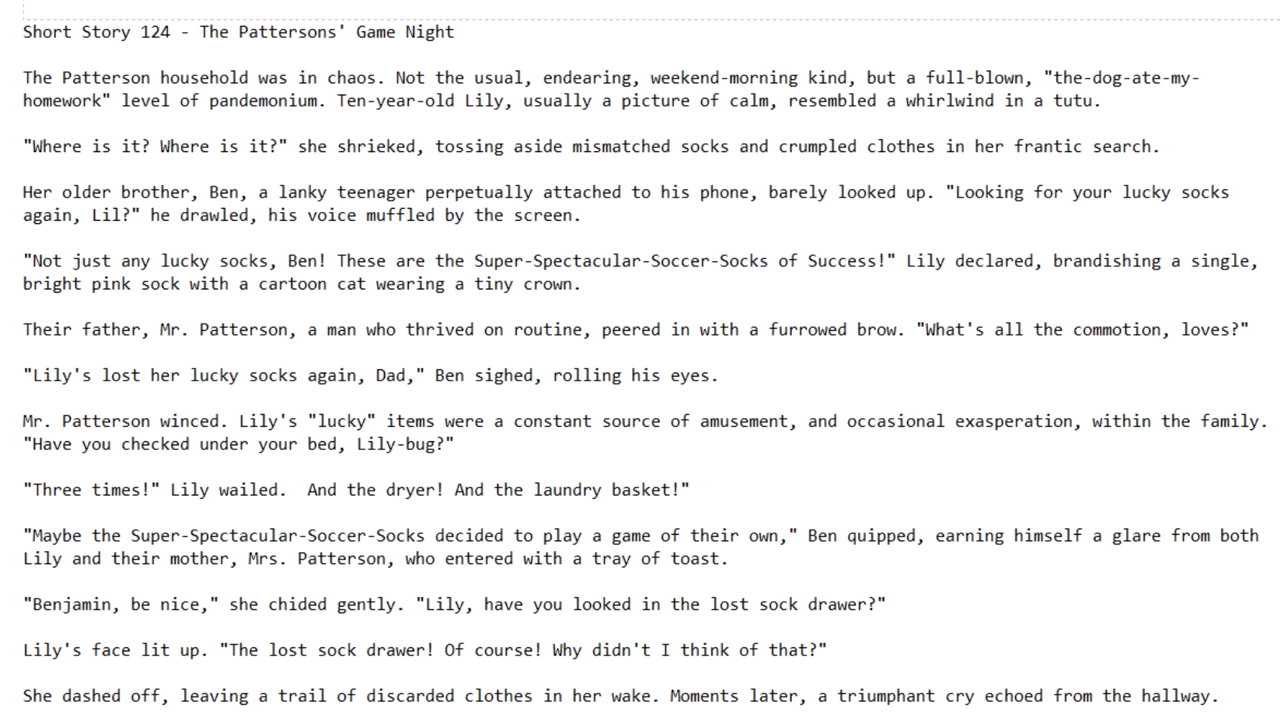 Short Story 124 - The Pattersons' Game Night
The Patterson household was in chaos. Not the usual, endearing, weekend-morning kind, but a full-blown, "the-dog-ate-my-
homework" level of pandemonium. Ten-year-old Lily, usually a picture of calm, resembled a whirlwind in a tutu.
"Where is it? Where is it?" she shrieked, tossing aside mismatched socks and crumpled clothes in her frantic search.
Her older brother, Ben, a lanky teenager perpetually attached to his phone, barely looked up. "Looking for your lucky socks
again, Lil?" he drawled, his voice muffled by the screen.
"Not just any lucky socks, Ben! These are the Super-Spectacular-Soccer-Socks of Success!" Lily declared, brandishing a single,
bright pink sock with a cartoon cat wearing a tiny crown.
Their father, Mr. Patterson, a man who thrived on routine, peered in with a furrowed brow. "What's all the commotion, loves?"
"Lily's lost her lucky socks again, Dad," Ben sighed, rolling his eyes.
Mr. Patterson winced. Lily's "lucky" items were a constant source of amusement, and occasional exasperation, within the family.
"Have you checked under your bed, Lily-bug?"
"Three times!" Lily wailed.  And the dryer! And the laundry basket!"
"Maybe the Super-Spectacular-Soccer-Socks decided to play a game of their own," Ben quipped, earning himself a glare from both
Lily and their mother, Mrs. Patterson, who entered with a tray of toast.
"Benjamin, be nice," she chided gently. "Lily, have you looked in the lost sock drawer?"
Lily's face lit up. "The lost sock drawer! Of course! Why didn't I think of that?"
She dashed off, leaving a trail of discarded clothes in her wake. Moments later, a triumphant cry echoed from the hallway.